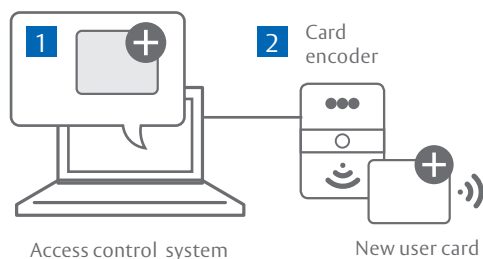 1
2
Card
encoder
Access control system
New user card